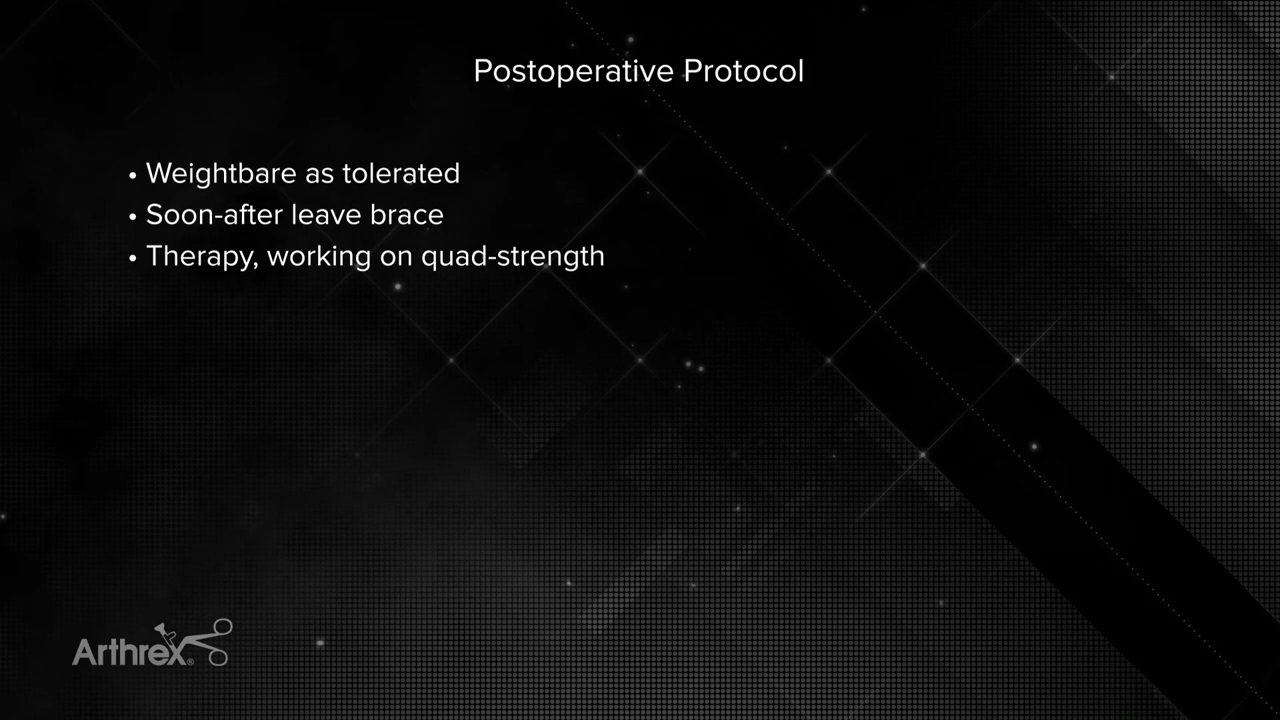 Postoperative Protocol
• Weightbare as tolerated
• Soon-after leave brace
• Therapy, working on quad-strength
Arthrex®